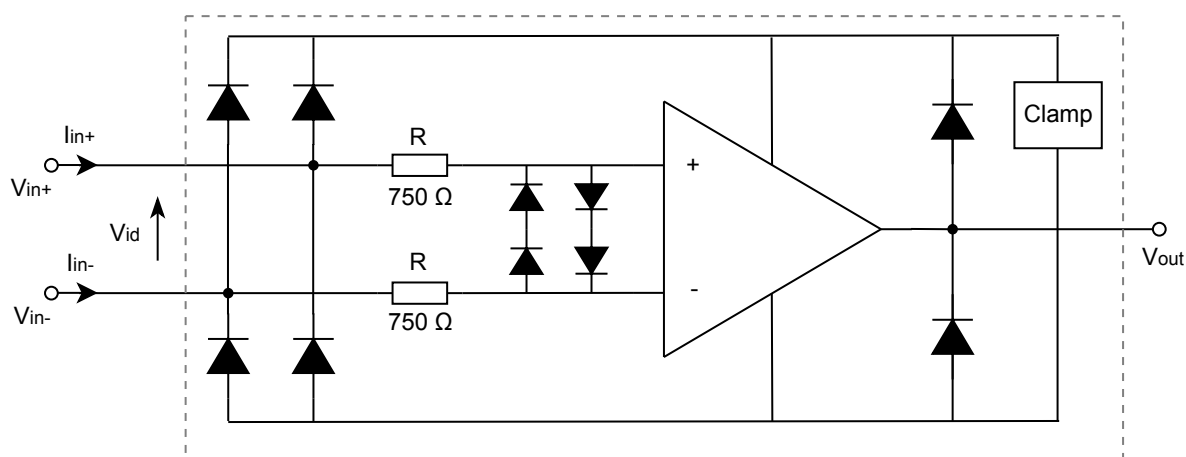 Iin+
R
Clamp
Vin+
750 Ω
+
Vid
Iin-
R
Vout
Vin-
750 Ω
-